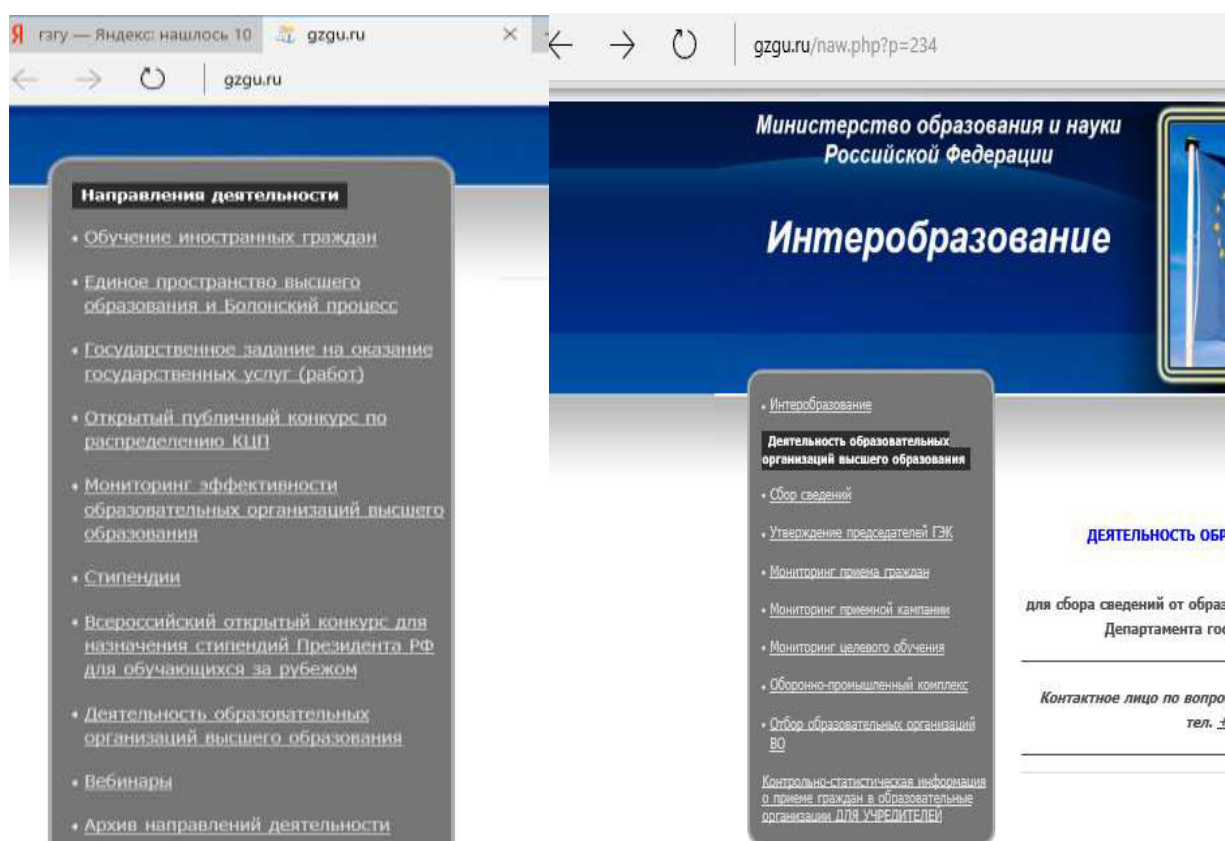 гзгу — Яндекс: нашлось 10
gzgu.ru
gzgu.ru
Направления деятельности
• Обучение иностранных граждан
• Единое пространство высшего
образования и Болонский процесс
• Государственное задание на оказание
государственных услуг (работ)
• Открытый публичный конкурс по
распределению КЦП
• Мониторинг эффективности
образовательных организаций высшего
образования
• Стипендии
• Всероссийский открытый конкурс для
назначения стипендий Президента РФ
для обучающихся за рубежом
• Деятельность образовательных
организаций высшего образования
• Вебинары
• Архив направлений деятельности
gzgu.ru/naw.php?p=234
Министерство образования и науки
Российской Федерации
Интеробразование
• Интеробразование
Деятельность образовательных
организаций высшего образования
• Сбор сведений
• Утверждение председателей ГЭК
• Мониторинг приема граждан
• Мониторинг приемной кампании
• Мониторинг целевого обучения
• Оборонно-промышленный комплекс
• Отбор образовательных организаций
ВО
Контрольно-статистическая информация
о приеме граждан в образовательные
организации ДЛЯ УЧРЕДИТЕЛЕЙ
ДЕЯТЕЛЬНОСТЬ ОБР
для сбора сведений от образ
Департамента гос
Контактное лицо по вопро
тел. +